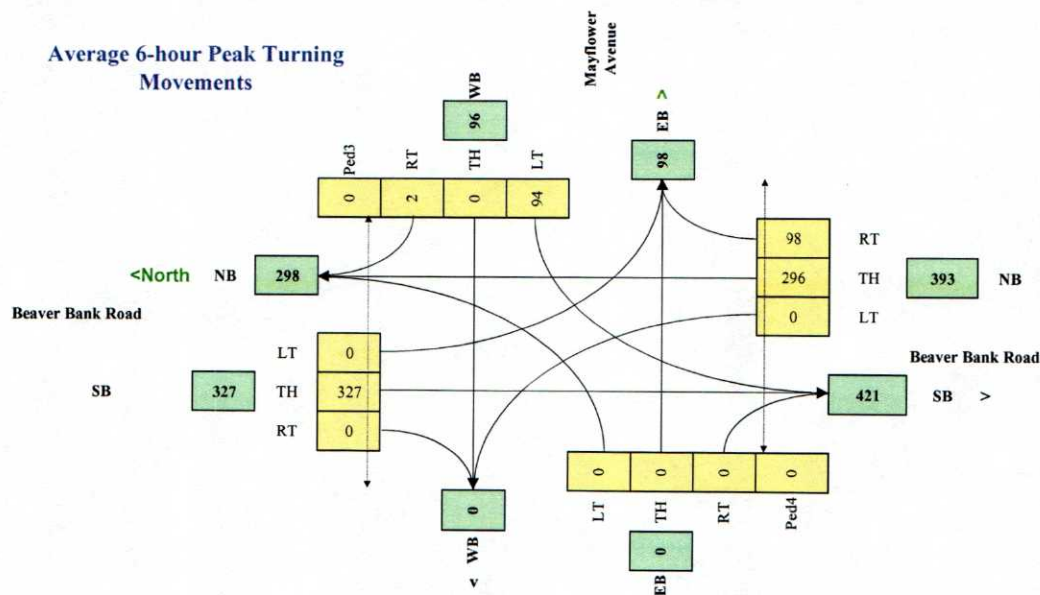 Average 6-hour Peak Turning
Movements
Mayflower
Avenue
WB
96
EB >
98
Ped3
RT
TH
LT
0
2
0
94
<North NB 298
Beaver Bank Road
98 RT
296 TH 393 NB
0 LT
LT 0
SB 327 TH 327
RT 0
Beaver Bank Road
421 SB >
0
WB
v
0
0
0
0
LT
TH
RT
Ped4
0
EB